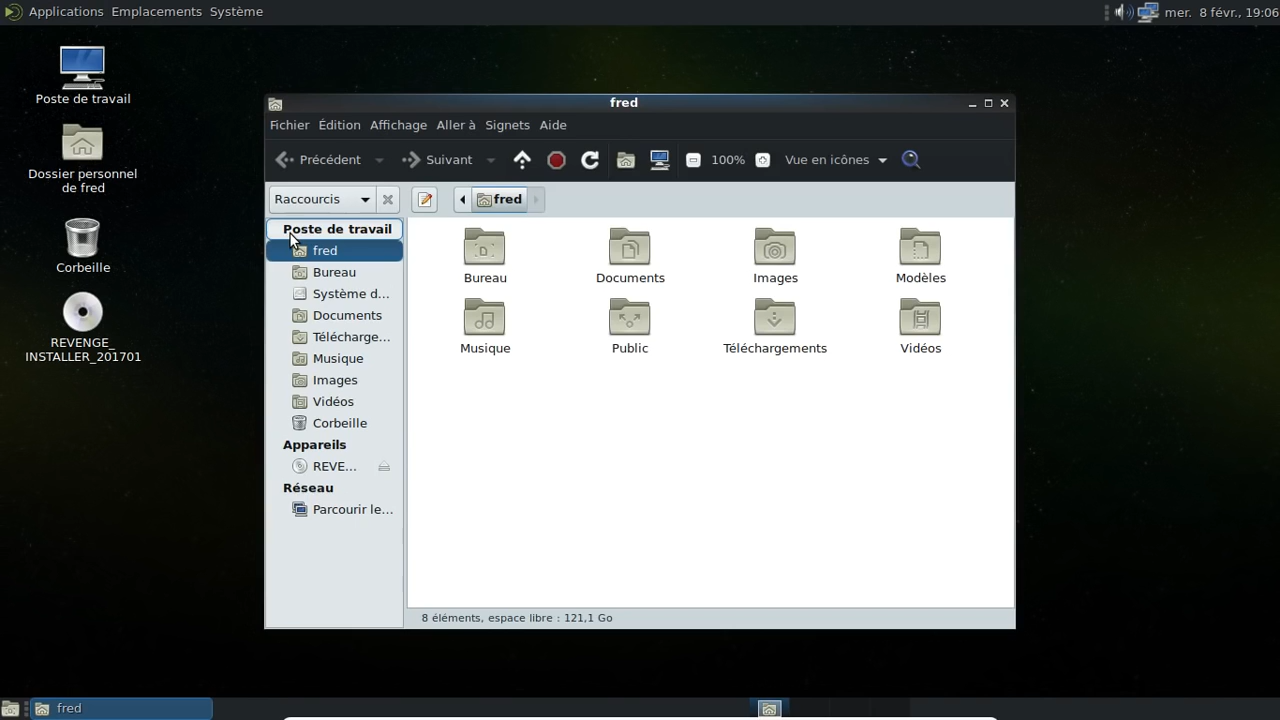 Applications Emplacements Système
mer. 8 févr., 19:06
Poste de travail
Dossier personnel
de fred
Corbeille
REVENGE_
INSTALLER_201701
fred
Fichier Édition Affichage Aller à Signets Aide
Précédent Suivant 100% Vue en icônes
Raccourcis fred
Poste de travail
fred
Bureau
Système d...
Documents
Télécharge...
Musique
Images
Vidéos
Corbeille
Appareils
REVE...
Réseau
Parcourir le...
Bureau Documents Images Modèles
Musique Public Téléchargements Vidéos
8 éléments, espace libre : 121,1 Go
fred